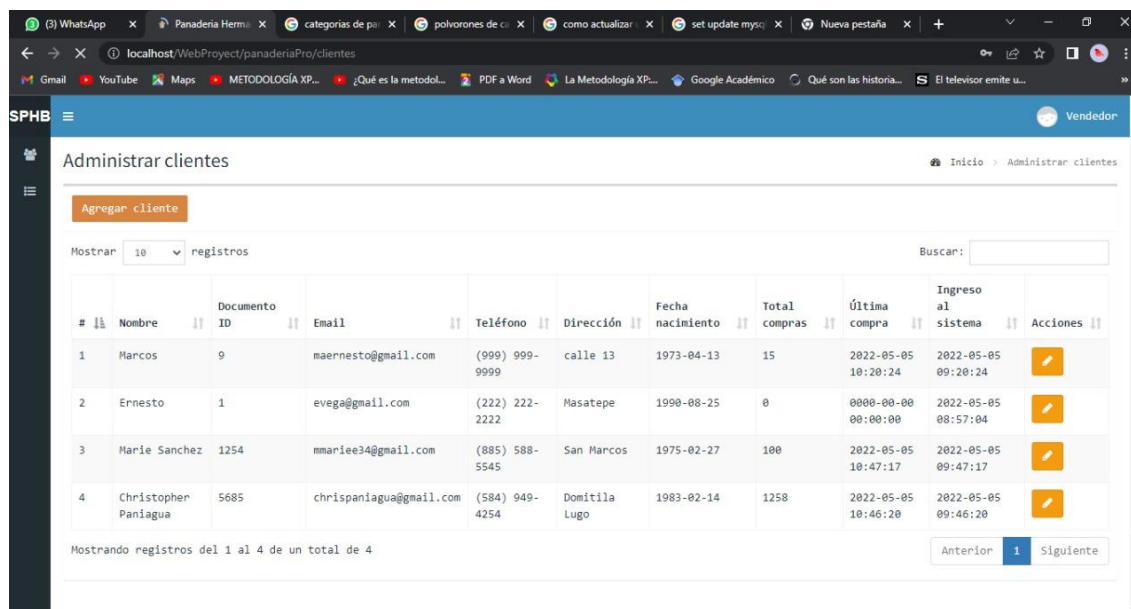 (3) WhatsApp
Panaderia Herma
categorias de par
polvorones de ca
como actualizar
set update mysq
Nueva pestaña
localhost/WebProyect/panaderiaPro/clientes
Gmail YouTube Maps METODOLOGÍA XP... ¿Qué es la metodol... PDF a Word La Metodología XP:... Google Académico Qué son las historia... El televisor emite u... »
SPHB
Vendedor
Administrar clientes
Inicio > Administrar clientes
Agregar cliente
Mostrar 10 registros
Buscar:
# Nombre Documento ID Email Teléfono Dirección Fecha nacimiento Total compras Última compra Ingreso al sistema Acciones
1 Marcos 9 maernesto@gmail.com (999) 999-9999 calle 13 1973-04-13 15 2022-05-05 10:20:24 2022-05-05 09:20:24
2 Ernesto 1 evega@gmail.com (222) 222-2222 Masatepe 1990-08-25 0 0000-00-00 00:00:00 2022-05-05 08:57:04
3 Marie Sanchez 1254 mmariee34@gmail.com (885) 588-5545 San Marcos 1975-02-27 100 2022-05-05 10:47:17 2022-05-05 09:47:17
4 Christopher Paniagua 5685 chrispaniagua@gmail.com (584) 949-4254 Domitila Lugo 1983-02-14 1258 2022-05-05 10:46:20 2022-05-05 09:46:20
Mostrando registros del 1 al 4 de un total de 4
Anterior 1 Siguiente